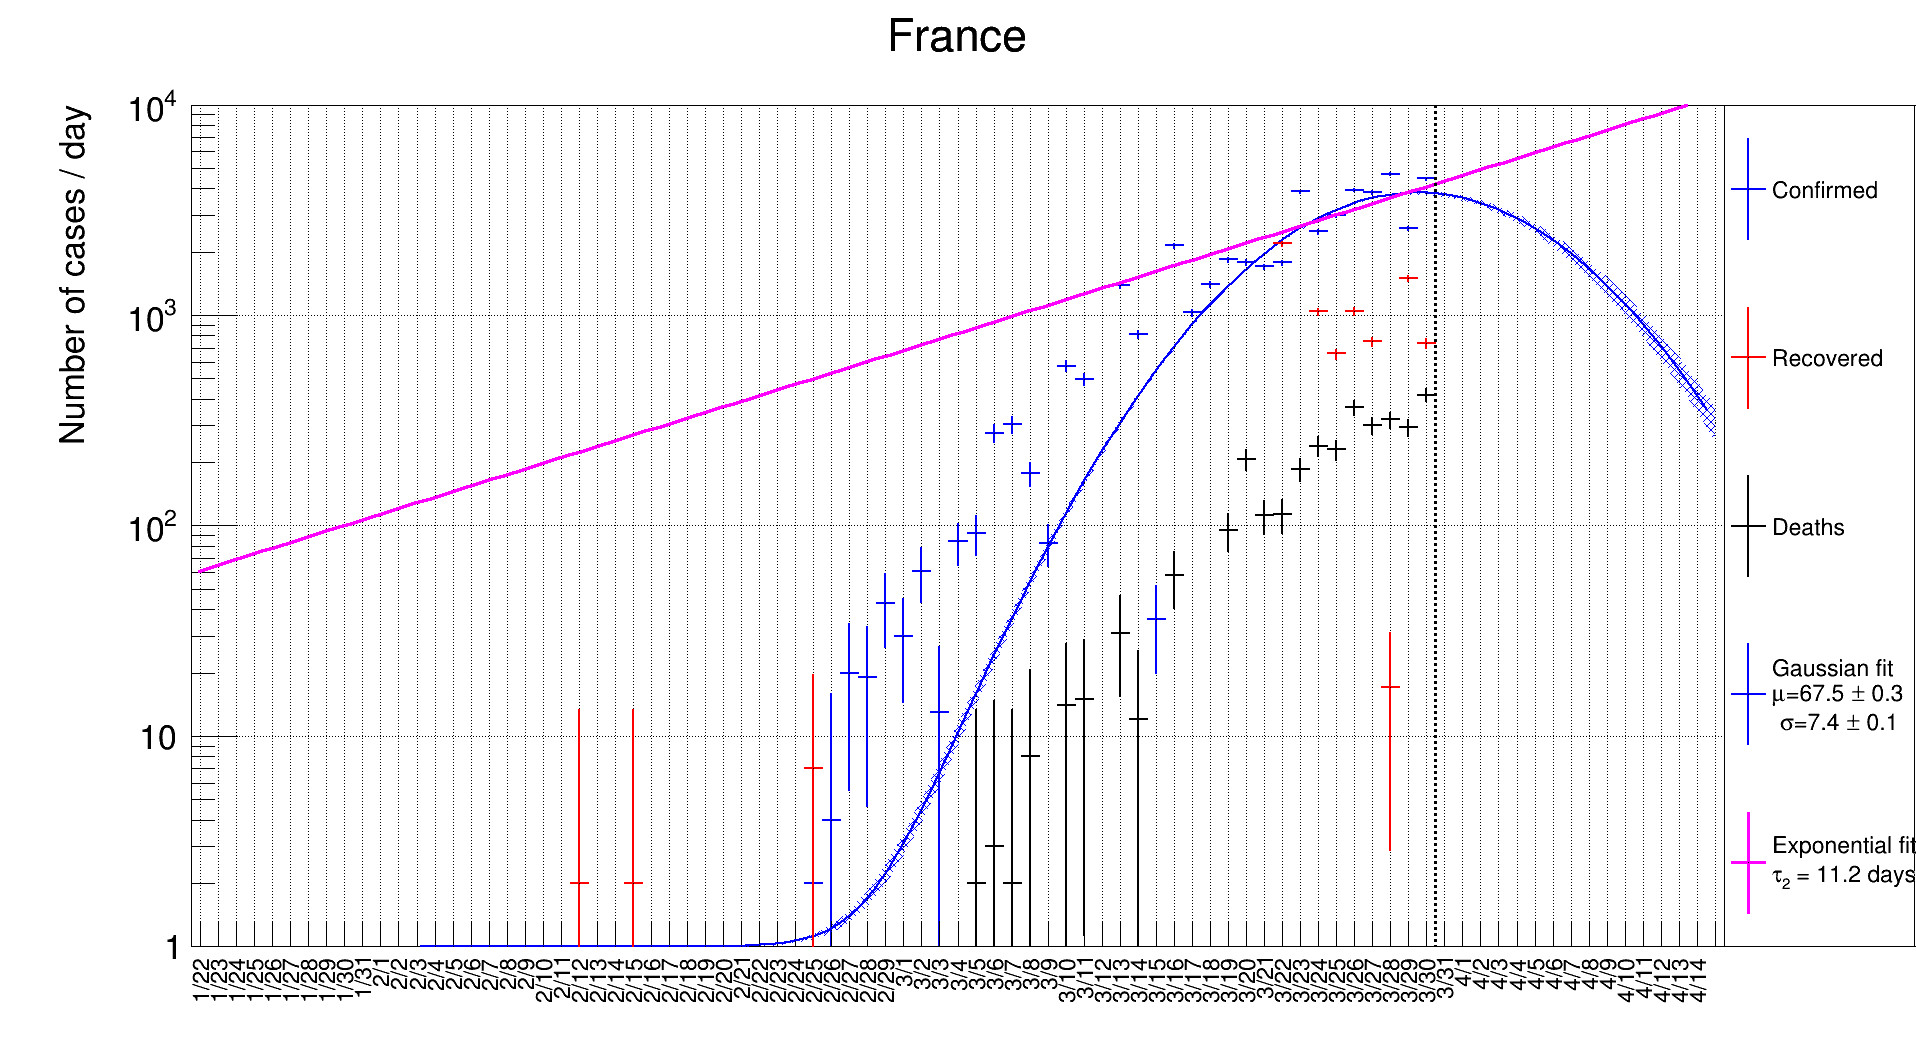 France
Number of cases / day
10⁴
10³
10²
10
1
1/22 1/23 1/24 1/25 1/26 1/27 1/28 1/29 1/30 1/31 2/1 2/2 2/3 2/4 2/5 2/6 2/7 2/8 2/9 2/10 2/11 2/12 2/13 2/14 2/15 2/16 2/17 2/18 2/19 2/20 2/21 2/22 2/23 2/24 2/25 2/26 2/27 2/28 2/29 3/1 3/2 3/3 3/4 3/5 3/6 3/7 3/8 3/9 3/10 3/11 3/12 3/13 3/14 3/15 3/16 3/17 3/18 3/19 3/20 3/21 3/22 3/23 3/24 3/25 3/26 3/27 3/28 3/29 3/30 3/31 4/1 4/2 4/3 4/4 4/5 4/6 4/7 4/8 4/9 4/10 4/11 4/12 4/13 4/14
Confirmed
Recovered
Deaths
Gaussian fit
μ=67.5 ± 0.3
σ=7.4 ± 0.1
Exponential fit
τ₂ = 11.2 days